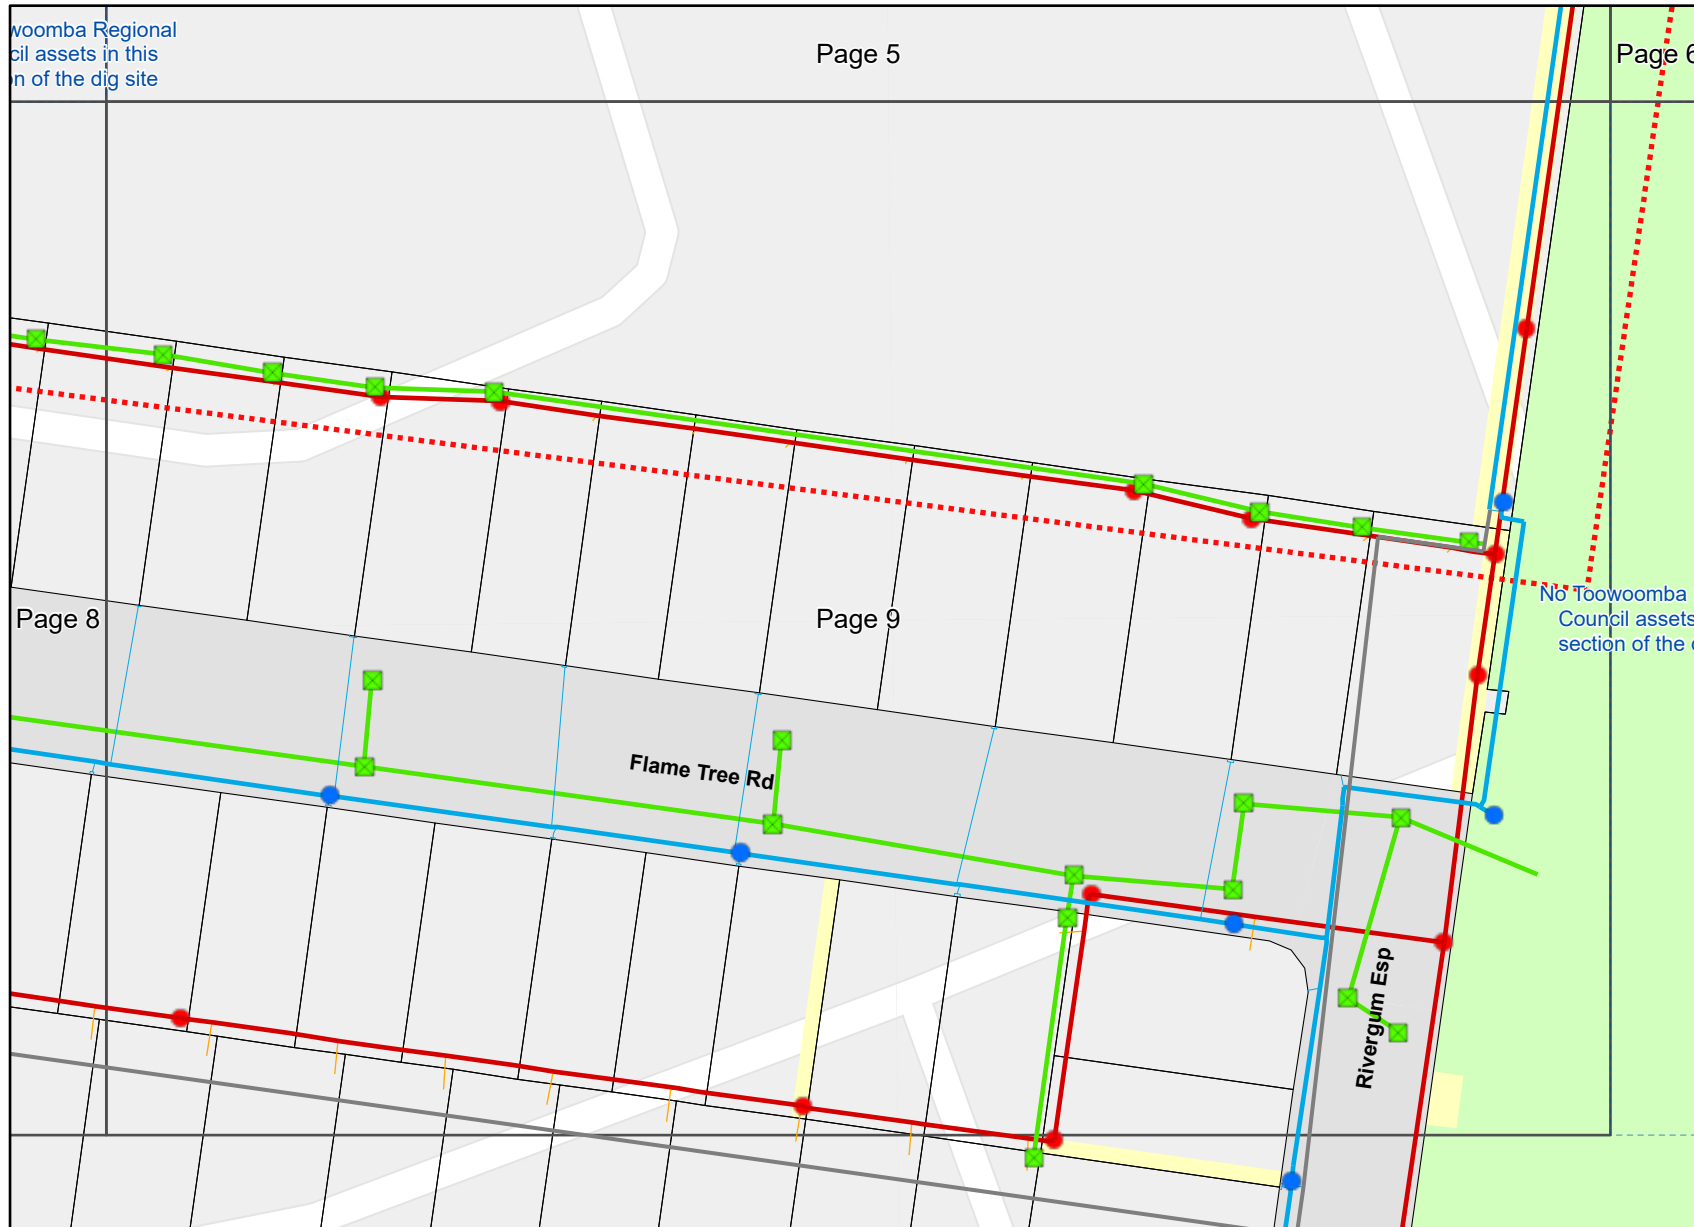 woomba Regional
cil assets in this
n of the dig site
Page 5
Page 6
Page 8
Page 9
No Toowoomba
Council assets
section of the
Flame Tree Rd
Rivergum Esp